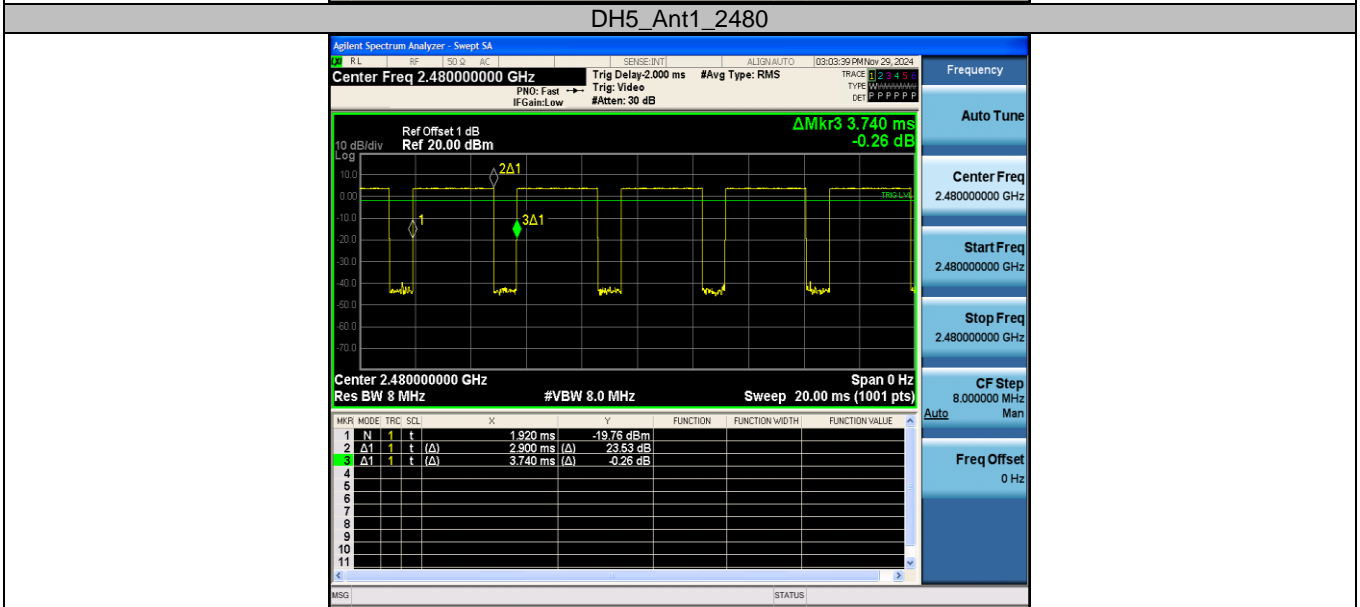 DH5_Ant1_2480
Agilent Spectrum Analyzer - Swept SA
LXI RL RF 50 Ω AC SENSE:INT ALIGN AUTO 03:03:39 PM Nov 29, 2024
Center Freq 2.480000000 GHz
PNO: Fast
IFGain:Low
Trig Delay-2.000 ms
Trig: Video
#Atten: 30 dB
#Avg Type: RMS
TRACE 1 2 3 4 5 6
TYPE W
DET P P P P P P
ΔMkr3 3.740 ms
-0.26 dB
Ref Offset 1 dB
10 dB/div Ref 20.00 dBm
Log
10.0
0.00
-10.0
-20.0
-30.0
-40.0
-50.0
-60.0
-70.0
2Δ1
TRIG LVL
1
3Δ1
Center 2.480000000 GHz Span 0 Hz
Res BW 8 MHz #VBW 8.0 MHz Sweep 20.00 ms (1001 pts)
MKR MODE TRC SCL X Y FUNCTION FUNCTION WIDTH FUNCTION VALUE
1 N 1 t 1.920 ms -19.76 dBm
2 Δ1 1 t (Δ) 2.900 ms (Δ) 23.53 dB
3 Δ1 1 t (Δ) 3.740 ms (Δ) -0.26 dB
4
5
6
7
8
9
10
11
MSG STATUS
Frequency
Auto Tune
Center Freq
2.480000000 GHz
Start Freq
2.480000000 GHz
Stop Freq
2.480000000 GHz
CF Step
8.000000 MHz
Auto Man
Freq Offset
0 Hz